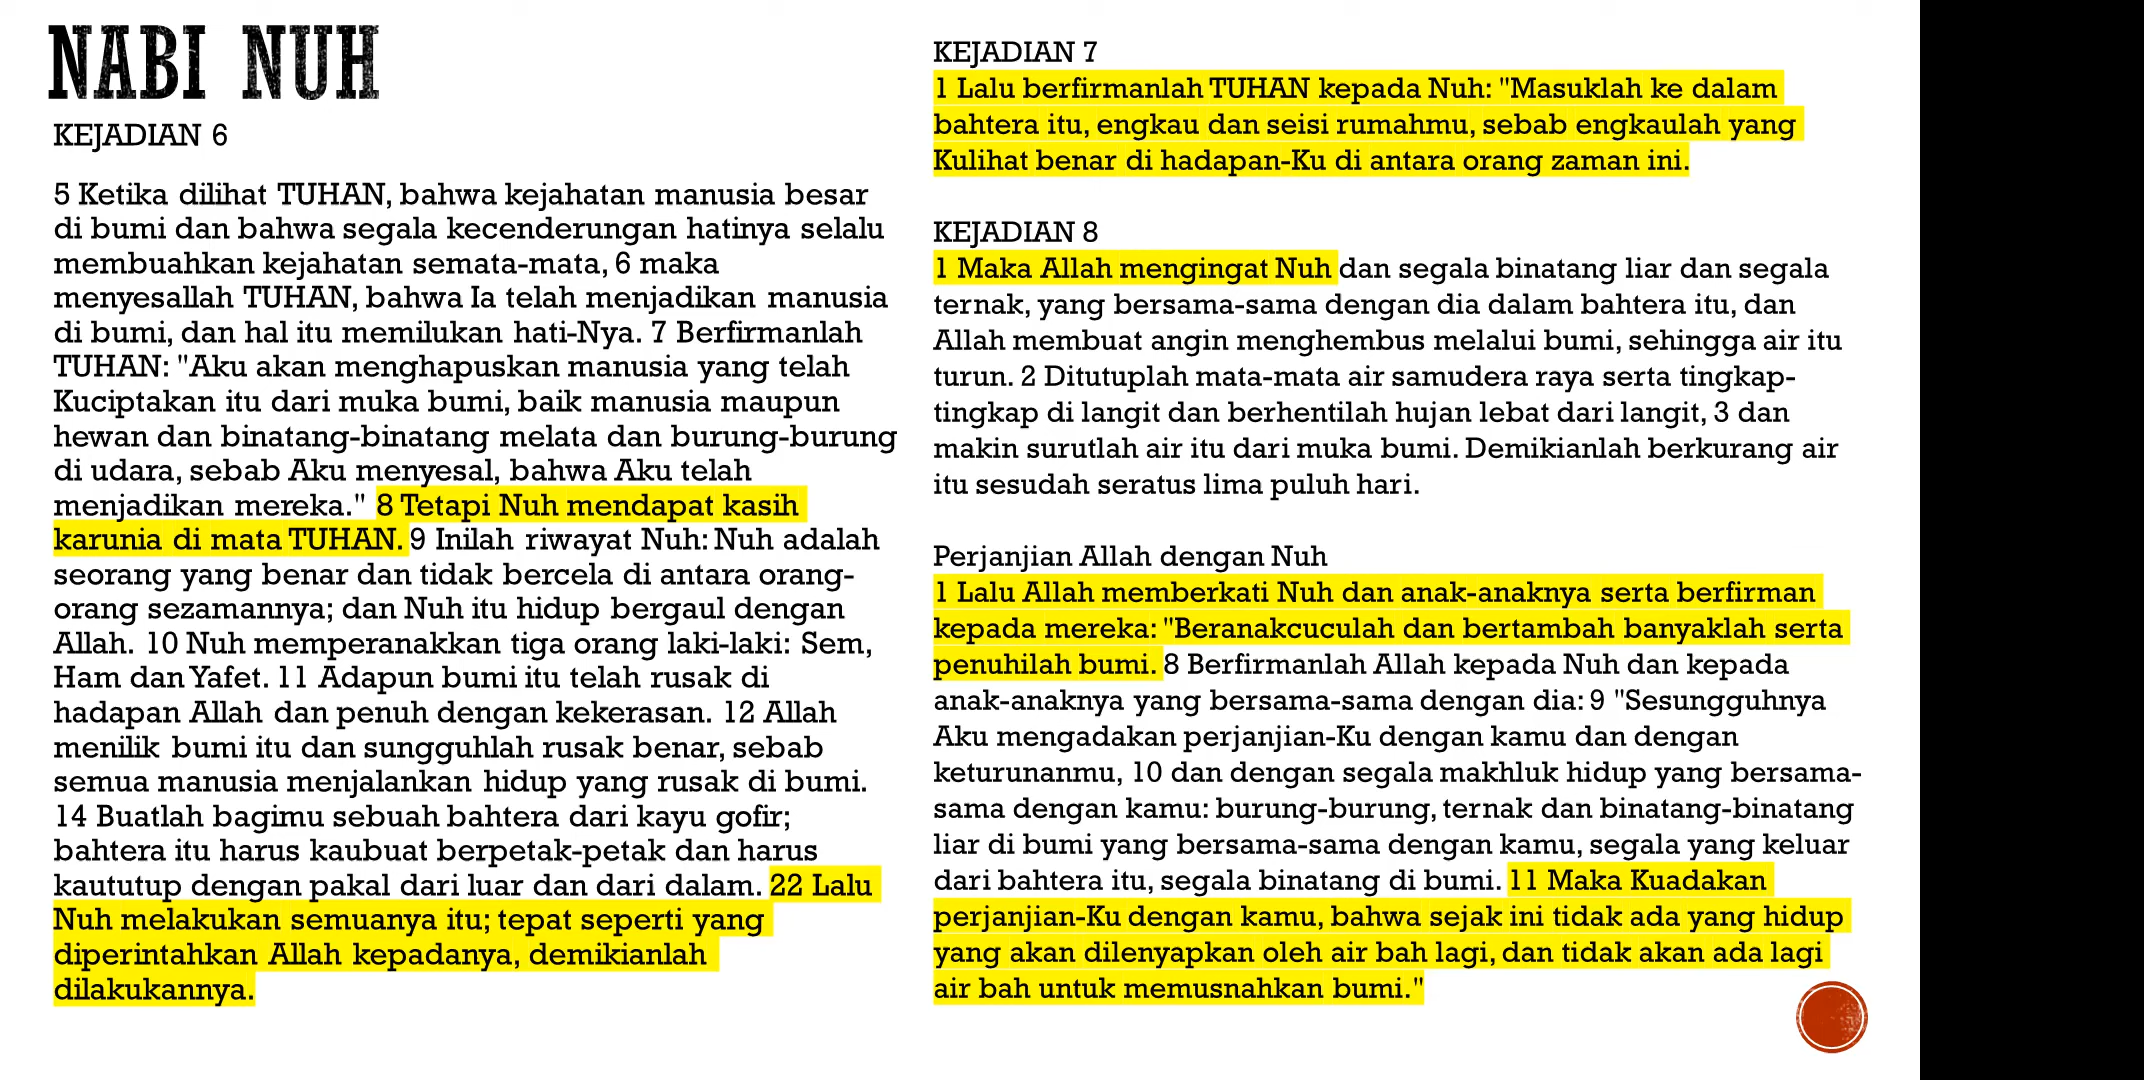 NABI NUH
KEJADIAN 6
5 Ketika dilihat TUHAN, bahwa kejahatan manusia besar
di bumi dan bahwa segala kecenderungan hatinya selalu
membuahkan kejahatan semata-mata, 6 maka
menyesallah TUHAN, bahwa Ia telah menjadikan manusia
di bumi, dan hal itu memilukan hati-Nya. 7 Berfirmanlah
TUHAN: "Aku akan menghapuskan manusia yang telah
Kuciptakan itu dari muka bumi, baik manusia maupun
hewan dan binatang-binatang melata dan burung-burung
di udara, sebab Aku menyesal, bahwa Aku telah
menjadikan mereka." 8 Tetapi Nuh mendapat kasih
karunia di mata TUHAN. 9 Inilah riwayat Nuh: Nuh adalah
seorang yang benar dan tidak bercela di antara orang-
orang sezamannya; dan Nuh itu hidup bergaul dengan
Allah. 10 Nuh memperanakkan tiga orang laki-laki: Sem,
Ham dan Yafet. 11 Adapun bumi itu telah rusak di
hadapan Allah dan penuh dengan kekerasan. 12 Allah
menilik bumi itu dan sungguhlah rusak benar, sebab
semua manusia menjalankan hidup yang rusak di bumi.
14 Buatlah bagimu sebuah bahtera dari kayu gofir;
bahtera itu harus kaubuat berpetak-petak dan harus
kaututup dengan pakal dari luar dan dari dalam. 22 Lalu
Nuh melakukan semuanya itu; tepat seperti yang
diperintahkan Allah kepadanya, demikianlah
dilakukannya.
KEJADIAN 7
1 Lalu berfirmanlah TUHAN kepada Nuh: "Masuklah ke dalam
bahtera itu, engkau dan seisi rumahmu, sebab engkaulah yang
Kulihat benar di hadapan-Ku di antara orang zaman ini.
KEJADIAN 8
1 Maka Allah mengingat Nuh dan segala binatang liar dan segala
ternak, yang bersama-sama dengan dia dalam bahtera itu, dan
Allah membuat angin menghembus melalui bumi, sehingga air itu
turun. 2 Ditutuplah mata-mata air samudera raya serta tingkap-
tingkap di langit dan berhentilah hujan lebat dari langit, 3 dan
makin surutlah air itu dari muka bumi. Demikianlah berkurang air
itu sesudah seratus lima puluh hari.
Perjanjian Allah dengan Nuh
1 Lalu Allah memberkati Nuh dan anak-anaknya serta berfirman
kepada mereka: "Beranakcuculah dan bertambah banyaklah serta
penuhilah bumi. 8 Berfirmanlah Allah kepada Nuh dan kepada
anak-anaknya yang bersama-sama dengan dia: 9 "Sesungguhnya
Aku mengadakan perjanjian-Ku dengan kamu dan dengan
keturunanmu, 10 dan dengan segala makhluk hidup yang bersama-
sama dengan kamu: burung-burung, ternak dan binatang-binatang
liar di bumi yang bersama-sama dengan kamu, segala yang keluar
dari bahtera itu, segala binatang di bumi. 11 Maka Kuadakan
perjanjian-Ku dengan kamu, bahwa sejak ini tidak ada yang hidup
yang akan dilenyapkan oleh air bah lagi, dan tidak akan ada lagi
air bah untuk memusnahkan bumi."